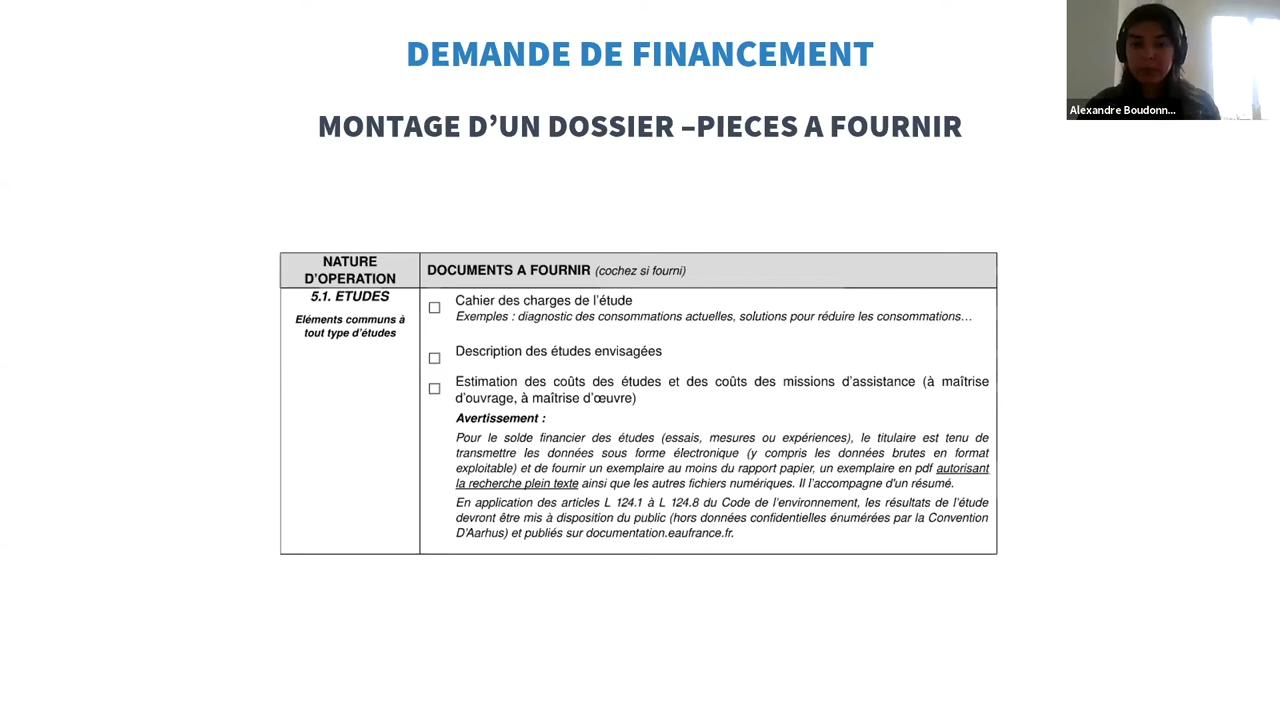 DEMANDE DE FINANCEMENT
MONTAGE D’UN DOSSIER –PIECES A FOURNIR
Alexandre Boudonn...
NATURE
D’OPERATION
DOCUMENTS A FOURNIR (cochez si fourni)
5.1. ETUDES
Eléments communs à
tout type d’études
Cahier des charges de l’étude
Exemples : diagnostic des consommations actuelles, solutions pour réduire les consommations…
Description des études envisagées
Estimation des coûts des études et des coûts des missions d’assistance (à maîtrise
d’ouvrage, à maîtrise d’œuvre)
Avertissement :
Pour le solde financier des études (essais, mesures ou expériences), le titulaire est tenu de
transmettre les données sous forme électronique (y compris les données brutes en format
exploitable) et de fournir un exemplaire au moins du rapport papier, un exemplaire en pdf autorisant
la recherche plein texte ainsi que les autres fichiers numériques. Il l’accompagne d’un résumé.
En application des articles L 124.1 à L 124.8 du Code de l’environnement, les résultats de l’étude
devront être mis à disposition du public (hors données confidentielles énumérées par la Convention
D’Aarhus) et publiés sur documentation.eaufrance.fr.